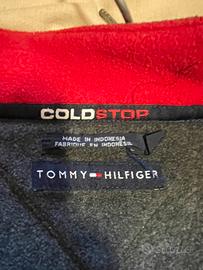 COLDSTOP
MADE IN INDONESIA
FABRIQUE EN INDONESIE
TOMMY HILFIGER